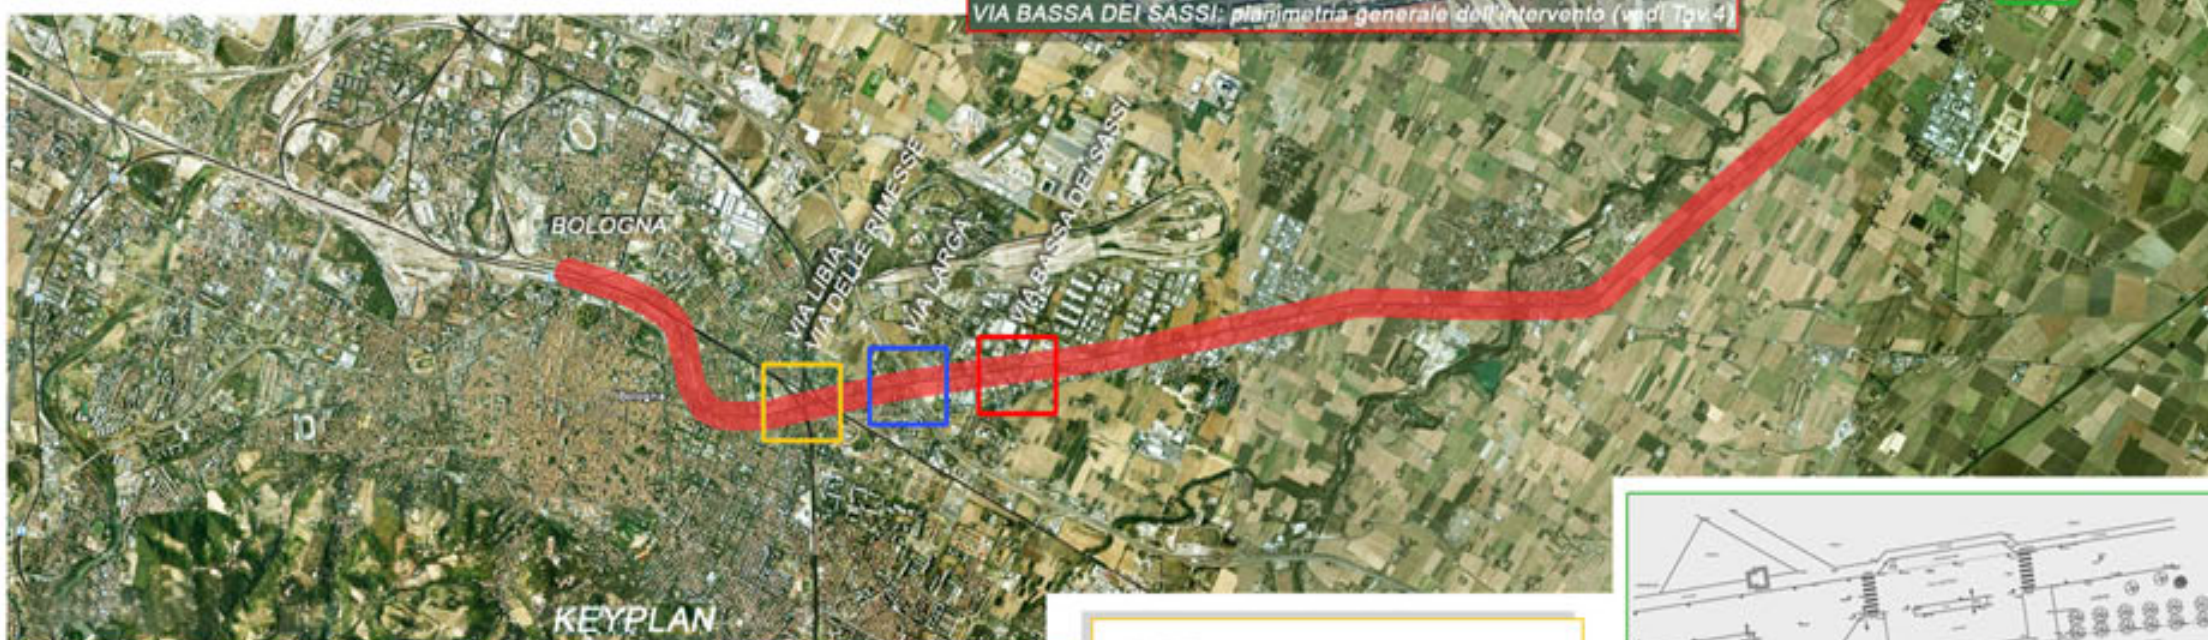 VIA BASSA DEI SASSI: planimetria generale dell'intervento (vedi Tav.4)
BOLOGNA
VIA LIBIA
VIA DELLE RIMESSE
VIA LARGA
VIA BASSA DEI SASSI
Bologna
KEYPLAN